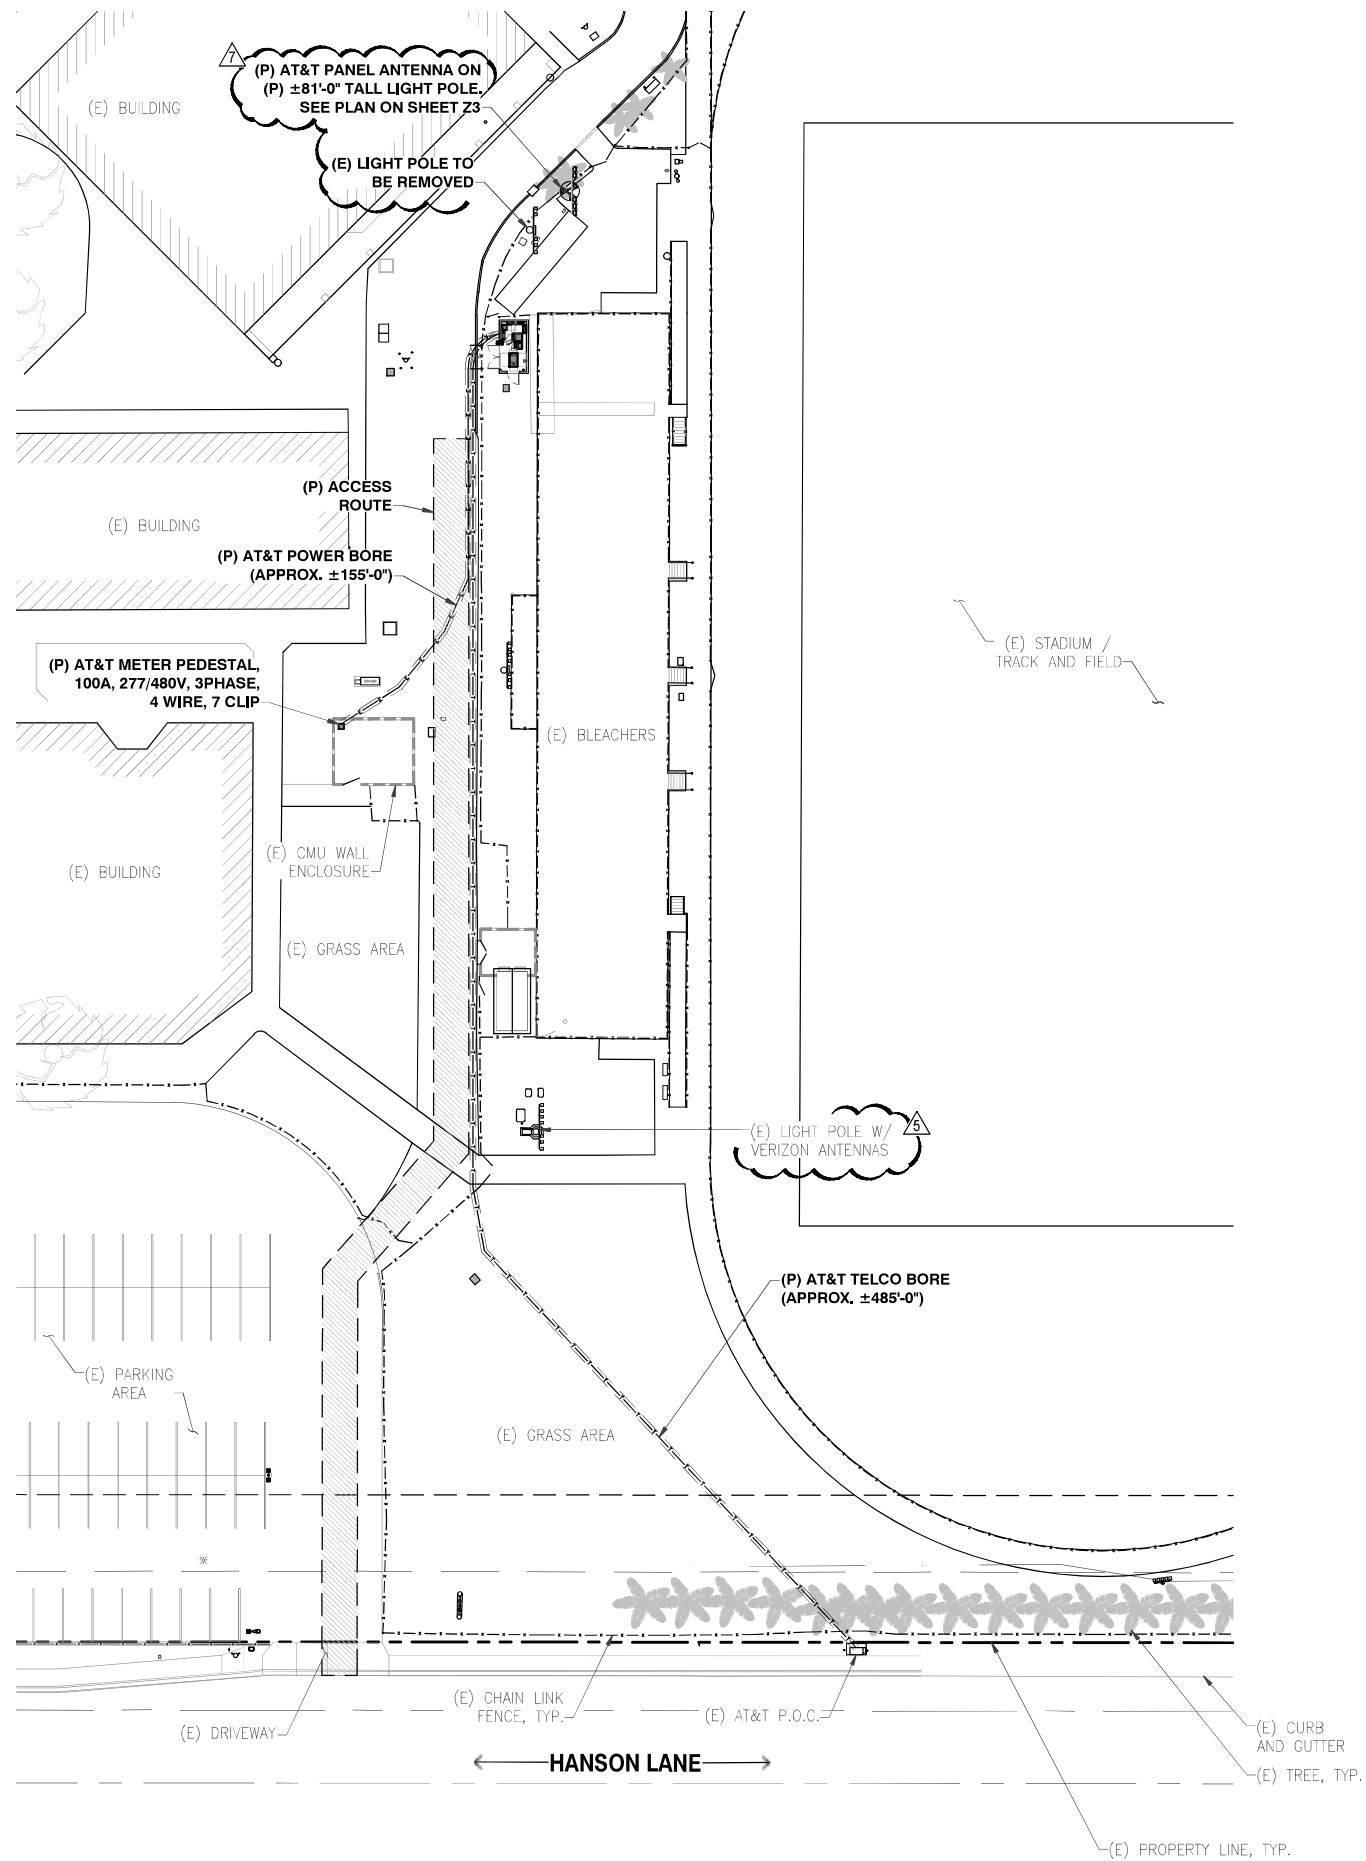 7
(P) AT&T PANEL ANTENNA ON
(P) ±81'-0" TALL LIGHT POLE.
SEE PLAN ON SHEET Z3
(E) BUILDING
(E) LIGHT POLE TO
BE REMOVED
(P) ACCESS
ROUTE
(E) BUILDING
(P) AT&T POWER BORE
(APPROX. ±155'-0")
(E) STADIUM /
TRACK AND FIELD
(P) AT&T METER PEDESTAL,
100A, 277/480V, 3PHASE,
4 WIRE, 7 CLIP
(E) BLEACHERS
(E) CMU WALL
ENCLOSURE
(E) BUILDING
(E) GRASS AREA
5
(E) LIGHT POLE W/
VERIZON ANTENNAS
(P) AT&T TELCO BORE
(APPROX. ±485'-0")
(E) PARKING
AREA
(E) GRASS AREA
(E) CHAIN LINK
FENCE, TYP.
(E) AT&T P.O.C.
(E) DRIVEWAY
(E) CURB
AND GUTTER
HANSON LANE
(E) TREE, TYP.
(E) PROPERTY LINE, TYP.